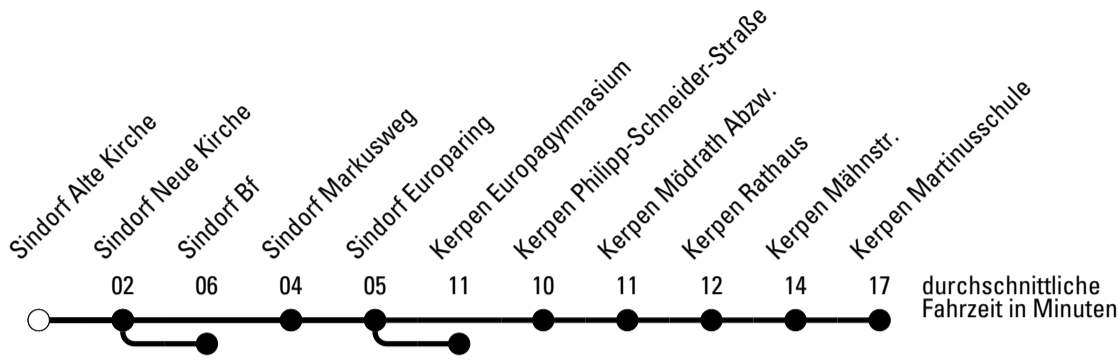 Sindorf Alte Kirche
Sindorf Neue Kirche
Sindorf Bf
Sindorf Markusweg
Sindorf Europaring
Kerpen Europagymnasium
Kerpen Philipp-Schneider-Straße
Kerpen Mödrath Abzw.
Kerpen Rathaus
Kerpen Mähnstr.
Kerpen Martinusschule
02 06 04 05 11 10 11 12 14 17
durchschnittliche
Fahrzeit in Minuten